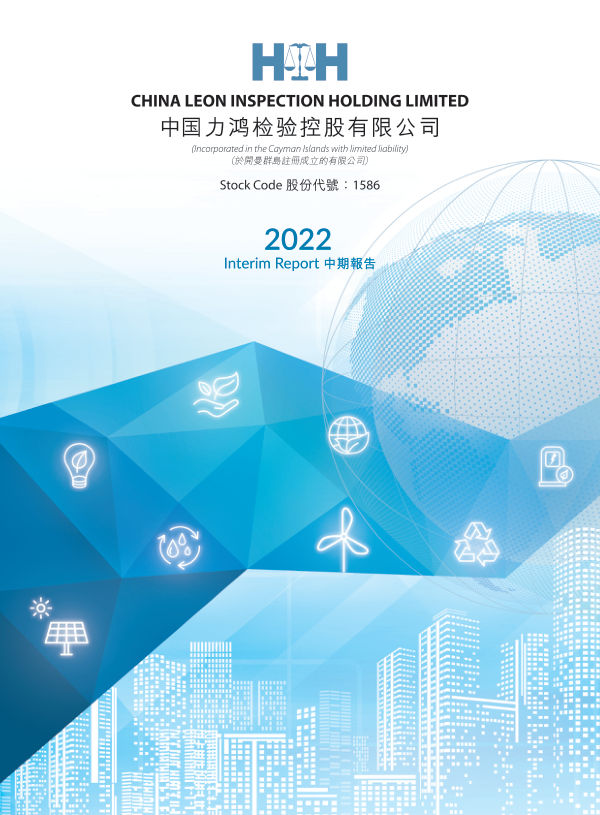 CHINA LEON INSPECTION HOLDING LIMITED
中国力鸿检验控股有限公司
(Incorporated in the Cayman Islands with limited liability)
（於開曼群島註冊成立的有限公司）
Stock Code 股份代號：1586
2022
Interim Report 中期報告